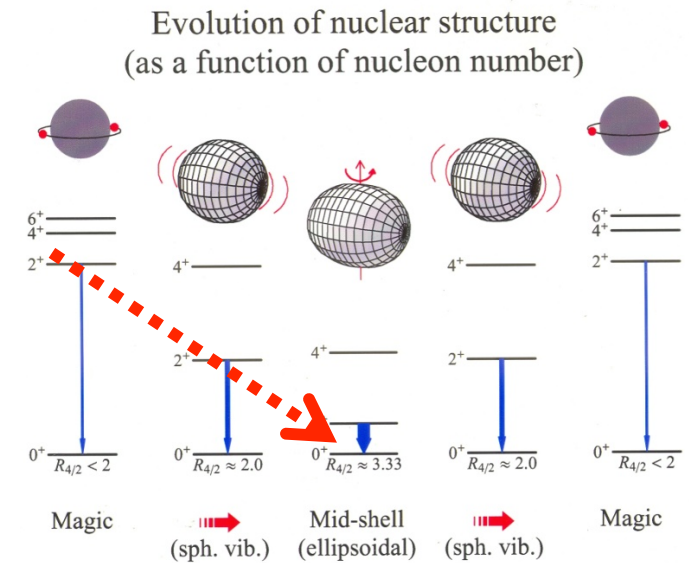 Evolution of nuclear structure
(as a function of nucleon number)
6⁺
4⁺
2⁺
0⁺
R₄/₂ < 2
Magic
4⁺
2⁺
0⁺
R₄/₂ ≈ 2.0
(sph. vib.)
4⁺
0⁺
R₄/₂ ≈ 3.33
Mid-shell
(ellipsoidal)
4⁺
2⁺
0⁺
R₄/₂ ≈ 2.0
(sph. vib.)
6⁺
4⁺
2⁺
0⁺
R₄/₂ < 2
Magic